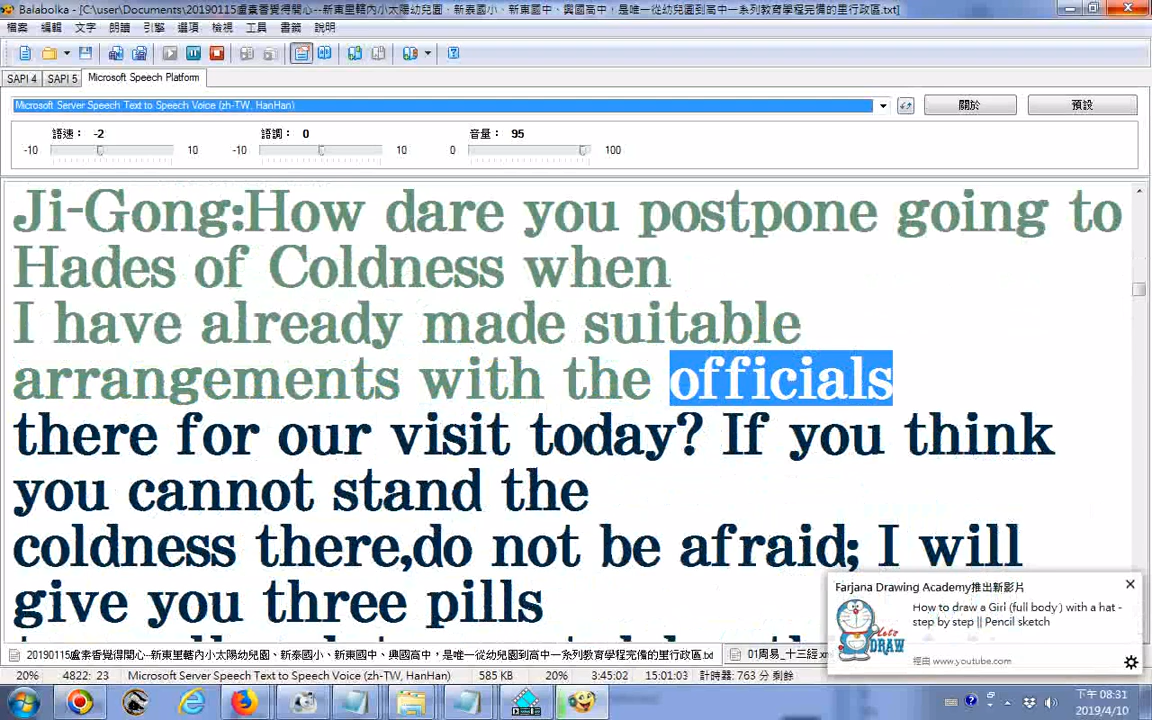 Balabolka - [C:\user\Documents\20190115盧素香覺得開心--新東里轄內小太陽幼兒園、新泰國小、新東國中、興國高中，是唯一從幼兒園到高中一系列教育學程完備的里行政區.txt]
檔案 編輯 文字 朗讀 引擎 選項 檢視 工具 書籤 說明
SAPI 4 SAPI 5 Microsoft Speech Platform
Microsoft Server Speech Text to Speech Voice (zh-TW, HanHan)
關於 預設
語速： -2 語調： 0 音量： 95
-10 10 -10 10 0 100
Ji-Gong:How dare you postpone going to
Hades of Coldness when
I have already made suitable
arrangements with the officials
there for our visit today? If you think
you cannot stand the
coldness there,do not be afraid; I will
give you three pills
Farjana Drawing Academy推出新影片
How to draw a Girl (full body ) with a hat -
step by step || Pencil sketch
Let's
DRAW
經由 www.youtube.com
20190115盧素香覺得開心--新東里轄內小太陽幼兒園、新泰國小、新東國中、興國高中，是唯一從幼兒園到高中一系列教育學程完備的里行政區.txt 01周易_十三經.xm
20% 4822: 23 Microsoft Server Speech Text to Speech Voice (zh-TW, HanHan) 585 KB 20% 3:45:02 15:01:03 計時器: 763 分 剩餘
下午 08:31
2019/4/10